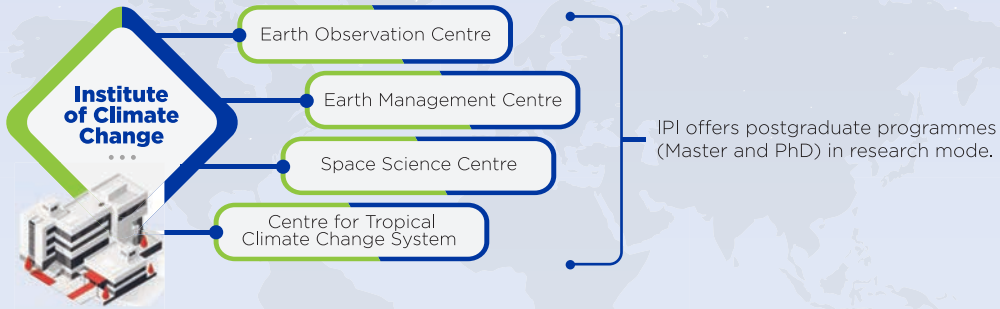 Institute
of Climate
Change
Earth Observation Centre
Earth Management Centre
Space Science Centre
Centre for Tropical
Climate Change System
IPI offers postgraduate programmes
(Master and PhD) in research mode.